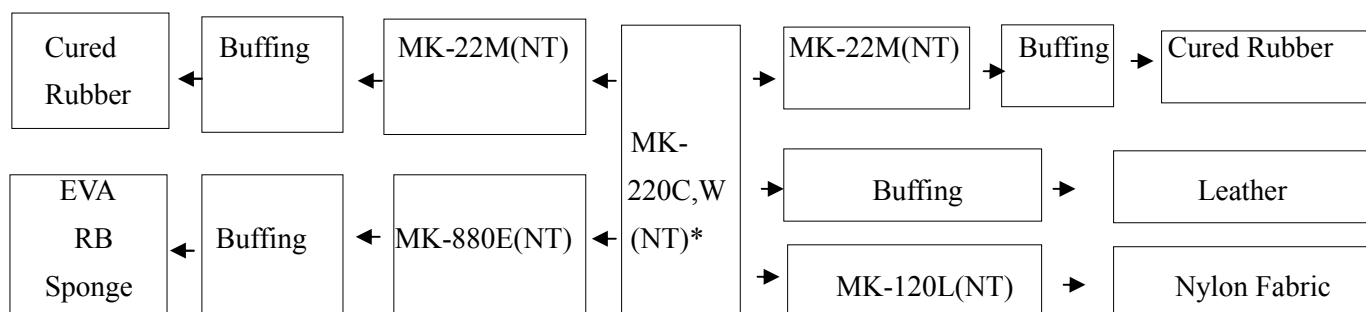 Cured
Rubber
Buffing
MK-22M(NT)
MK-
220C,W
(NT)*
MK-22M(NT)
Buffing
Cured Rubber
EVA
RB
Sponge
Buffing
MK-880E(NT)
Buffing
Leather
MK-120L(NT)
Nylon Fabric